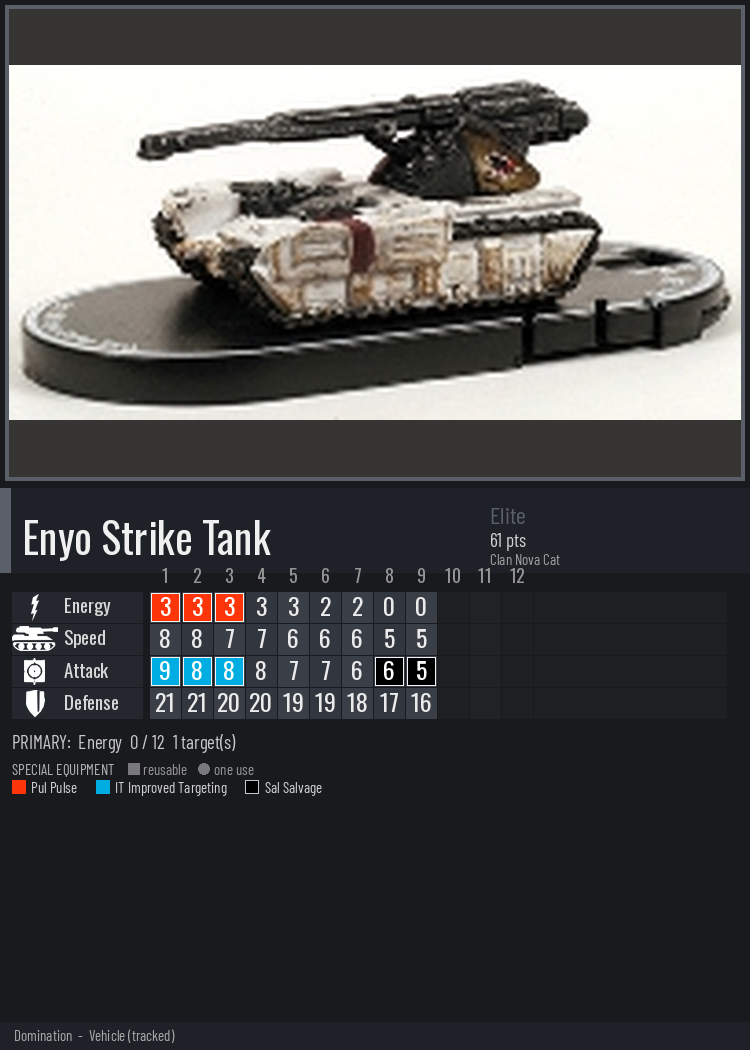 Enyo Strike Tank
Elite
61 pts
Clan Nova Cat
1 2 3 4 5 6 7 8 9 10 11 12
Energy 3 3 3 3 3 2 2 0 0
Speed 8 8 7 7 6 6 6 5 5
Attack 9 8 8 8 7 7 6 6 5
Defense 21 21 20 20 19 19 18 17 16
PRIMARY: Energy 0 / 12 1 target(s)
SPECIAL EQUIPMENT reusable one use
Pul Pulse IT Improved Targeting Sal Salvage
Domination - Vehicle (tracked)